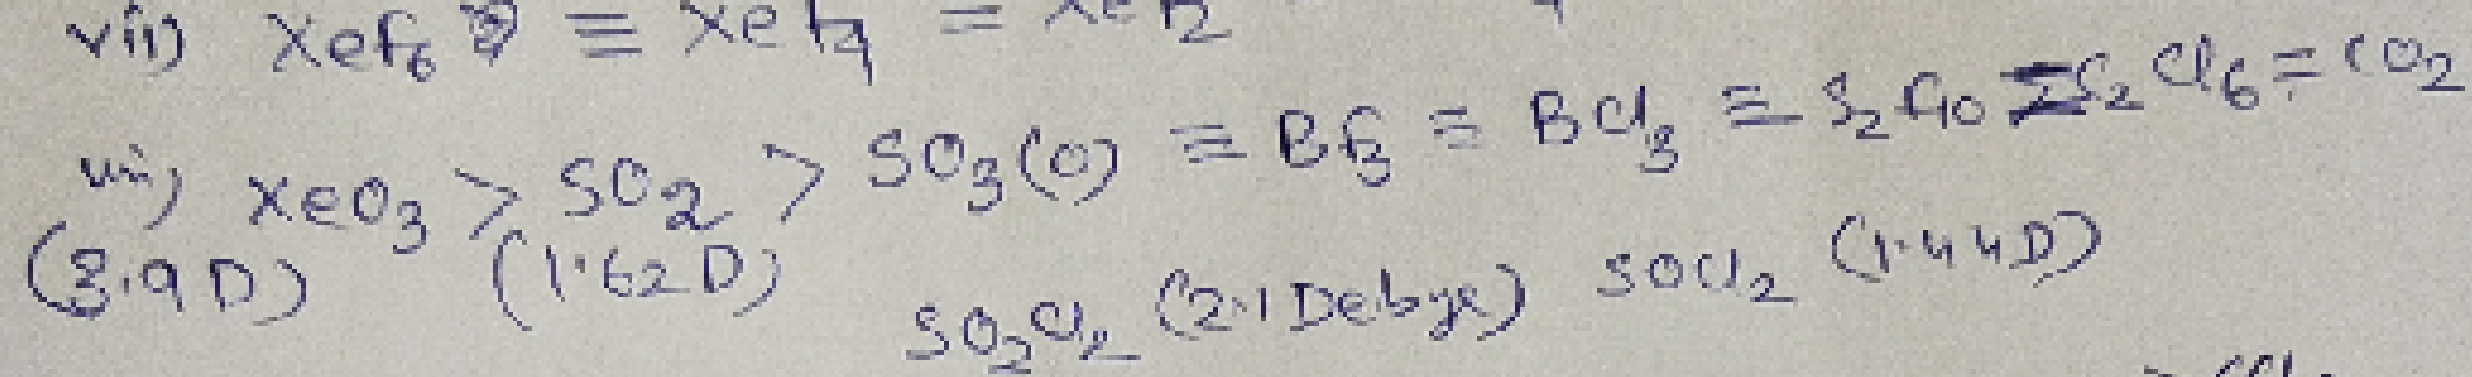 vii) XeF₆ ≡ XeF₄ = XeF₂
viii) XeO₃ > SO₂ > SO₃(0) ≡ BF₃ ≡ BCl₃ ≡ S₂F₁₀ = S₂Cl₆ = CO₂
(3.9D) (1.62D) SO₂Cl₂ (2.1 Debye) SOCl₂ (1.44D)